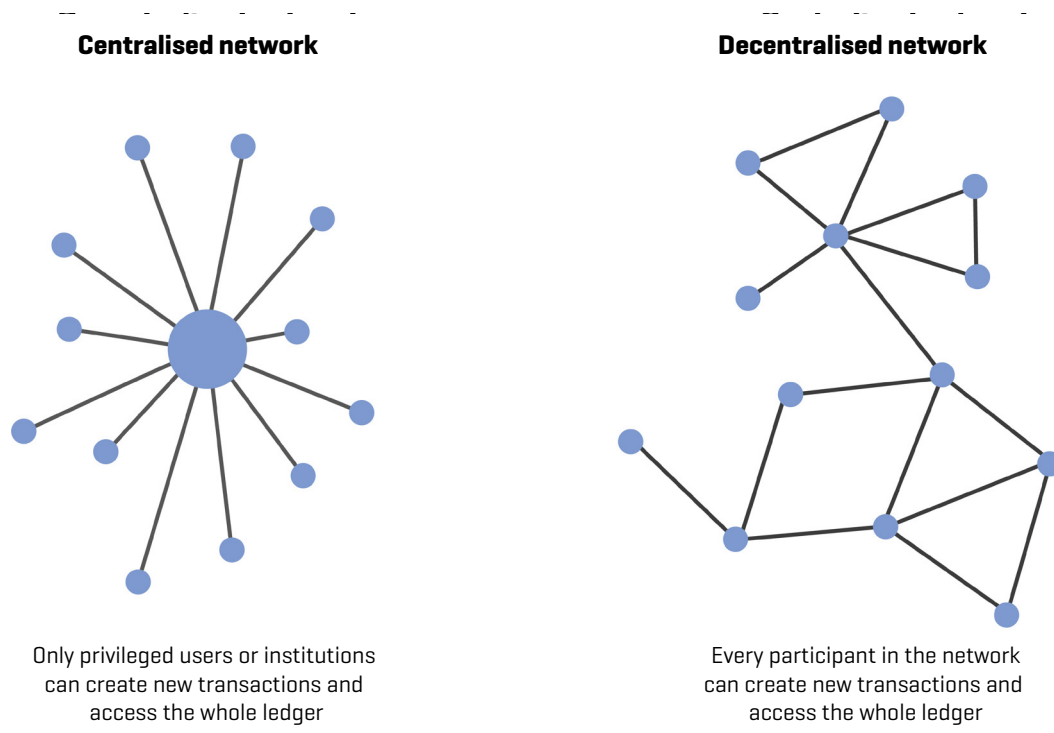 Centralised network
Decentralised network
Only privileged users or institutions
can create new transactions and
access the whole ledger
Every participant in the network
can create new transactions and
access the whole ledger